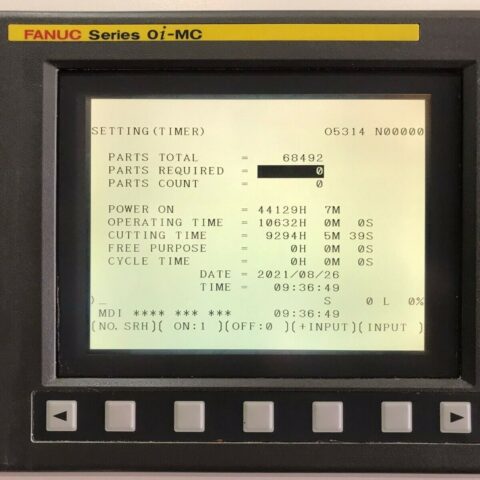 FANUC Series 0i-MC
SETTING(TIMER) O5314 N00000
PARTS TOTAL = 68492
PARTS REQUIRED = 0
PARTS COUNT = 0
POWER ON = 44129H 7M
OPERATING TIME = 10632H 0M 0S
CUTTING TIME = 9294H 5M 39S
FREE PURPOSE = 0H 0M 0S
CYCLE TIME = 0H 0M 0S
DATE = 2021/08/26
TIME = 09:36:49
)_ S 0 L 0%
MDI **** *** *** 09:36:49
(NO.SRH)( ON:1 )(OFF:0 )(+INPUT)(INPUT )